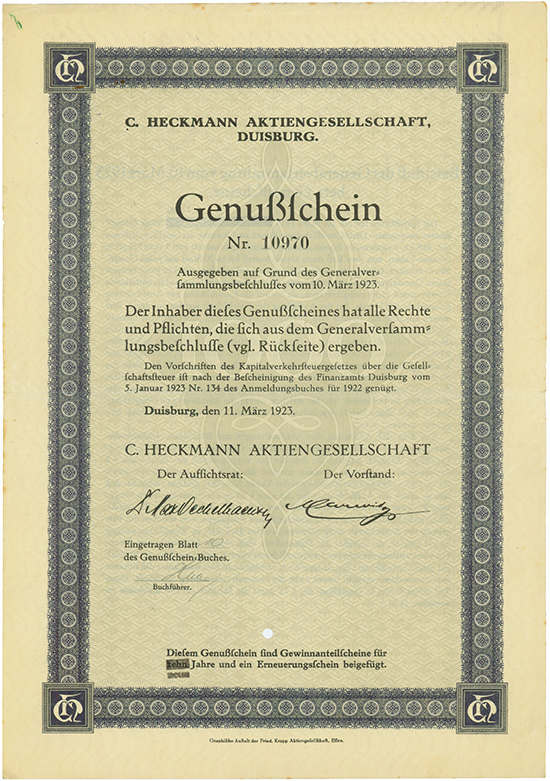 C. HECKMANN AKTIENGESELLSCHAFT,
DUISBURG.
Genußſchein
Nr. 10970
Ausgegeben auf Grund des Generalver⸗
ſammlungsbeſchluſſes vom 10. März 1923.
Der Inhaber dieſes Genußſcheines hat alle Rechte
und Pflichten, die ſich aus dem Generalverſamm⸗
lungsbeſchluſſe (vgl. Rückſeite) ergeben.
Den Vorſchriften des Kapitalverkehrſteuergeſetzes über die Geſell⸗
ſchaftſteuer iſt nach der Beſcheinigung des Finanzamts Duisburg vom
5. Januar 1923 Nr. 134 des Anmeldungsbuches für 1922 genügt.
Duisburg, den 11. März 1923.
C. HECKMANN AKTIENGESELLSCHAFT
Der Aufſichtsrat: Der Vorſtand:
Eingetragen Blatt
des Genußſchein⸗Buches.
Buchführer.
Dieſem Genußſchein ſind Gewinnanteilſcheine für
zehn Jahre und ein Erneuerungſchein beigefügt.
neun
Graphiſche Anſtalt der Fried. Krupp Aktiengeſellſchaft, Eſſen.